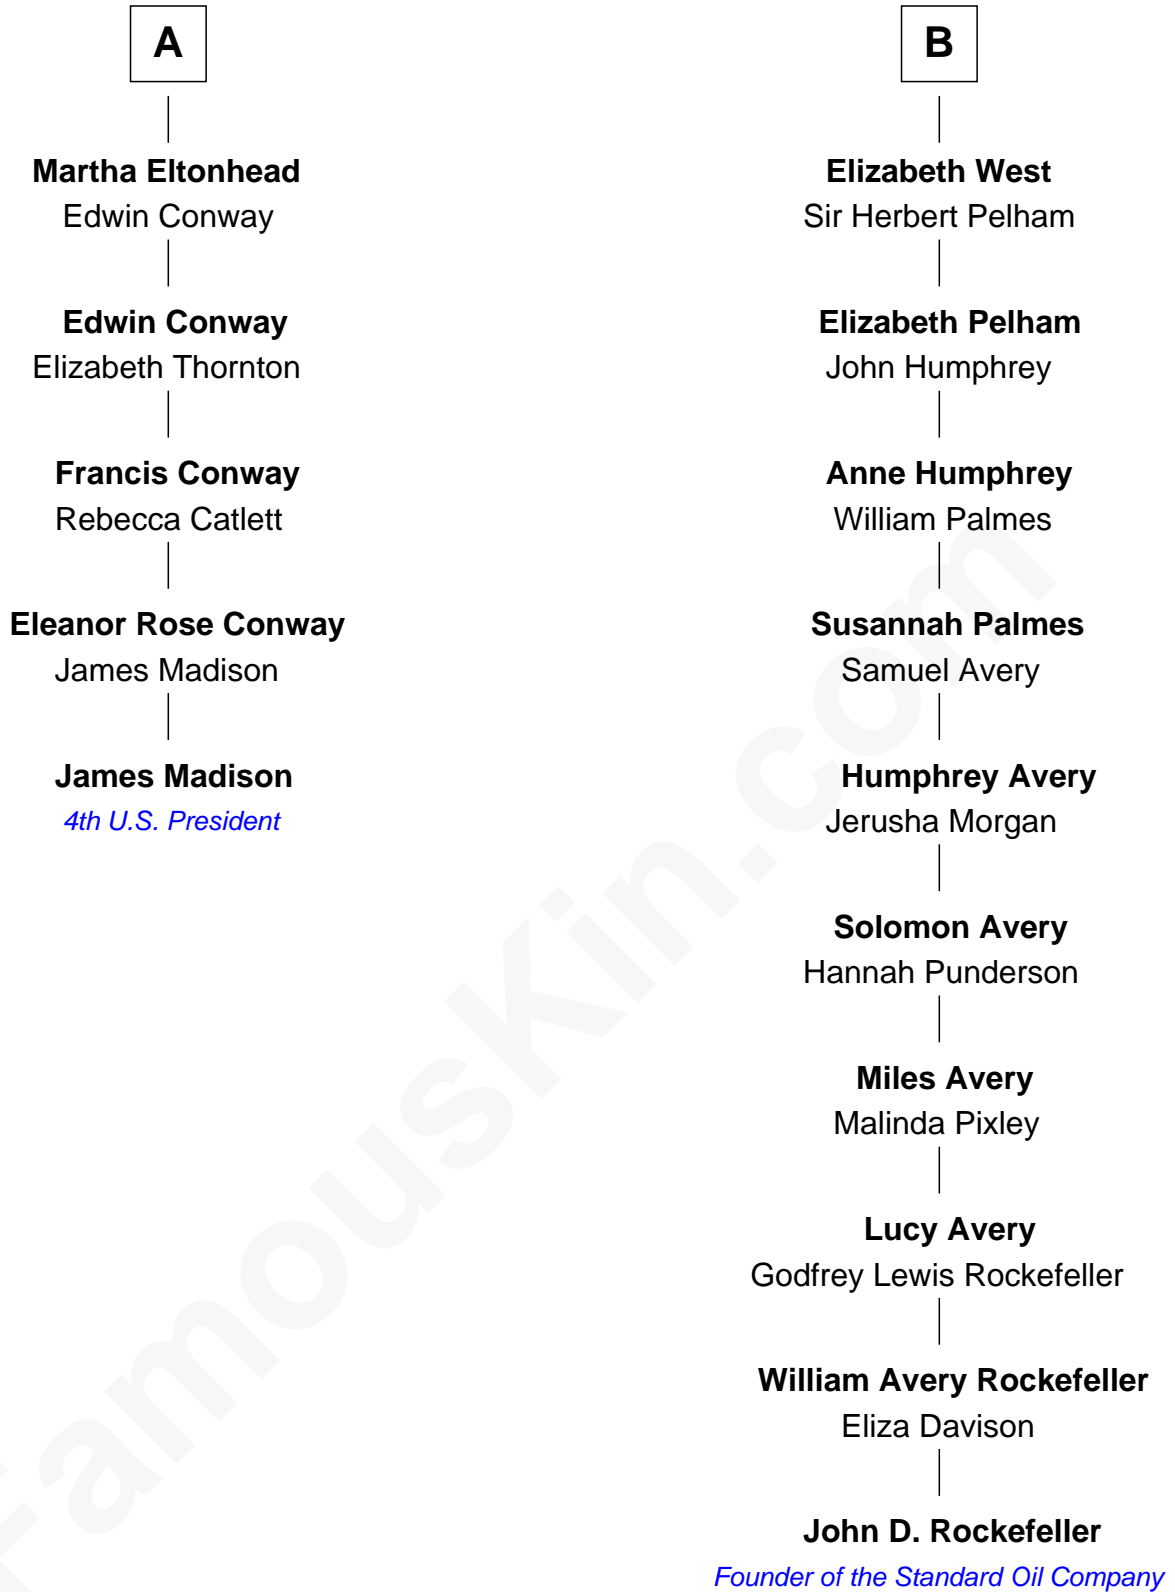 A
Martha Eltonhead
Edwin Conway
Edwin Conway
Elizabeth Thornton
Francis Conway
Rebecca Catlett
Eleanor Rose Conway
James Madison
James Madison
4th U.S. President
B
Elizabeth West
Sir Herbert Pelham
Elizabeth Pelham
John Humphrey
Anne Humphrey
William Palmes
Susannah Palmes
Samuel Avery
Humphrey Avery
Jerusha Morgan
Solomon Avery
Hannah Punderson
Miles Avery
Malinda Pixley
Lucy Avery
Godfrey Lewis Rockefeller
William Avery Rockefeller
Eliza Davison
John D. Rockefeller
Founder of the Standard Oil Company
FamousKin.com